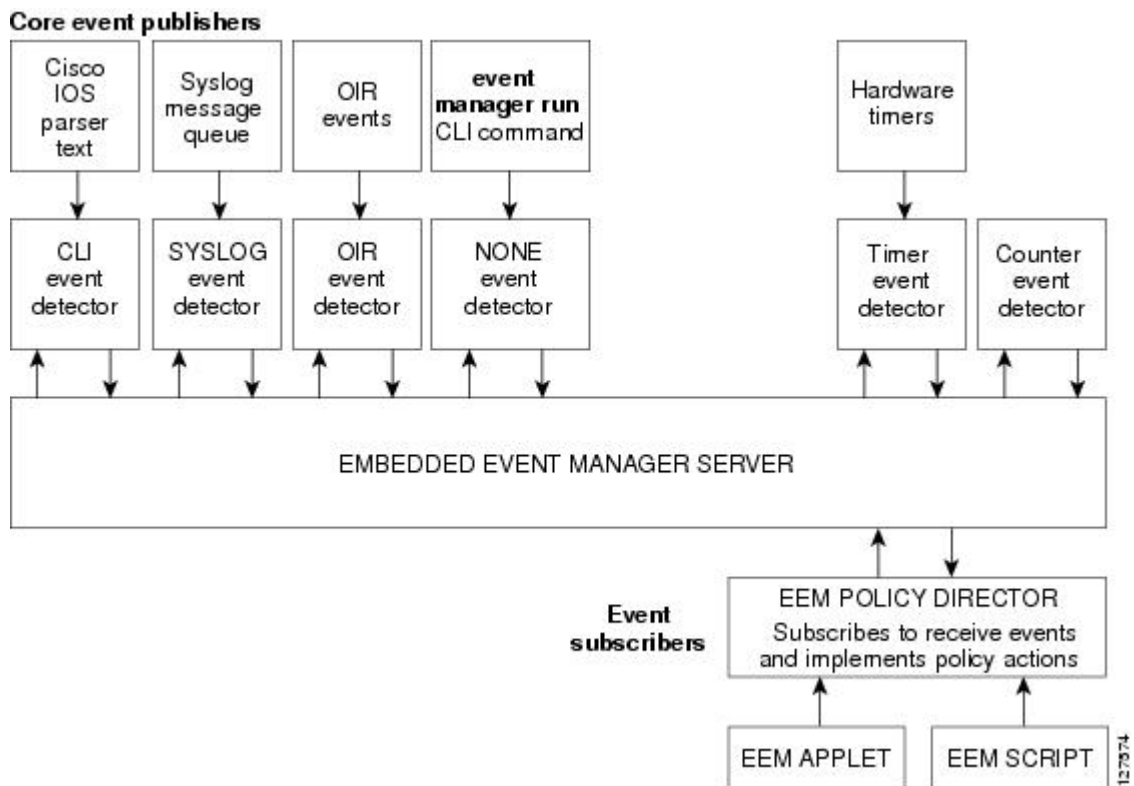 Core event publishers
Cisco
IOS
parser
text
Syslog
message
queue
OIR
events
event
manager run
CLI command
Hardware
timers
CLI
event
detector
SYSLOG
event
detector
OIR
event
detector
NONE
event
detector
Timer
event
detector
Counter
event
detector
EMBEDDED EVENT MANAGER SERVER
Event
subscribers
EEM POLICY DIRECTOR
Subscribes to receive events
and implements policy actions
EEM APPLET
EEM SCRIPT
127574